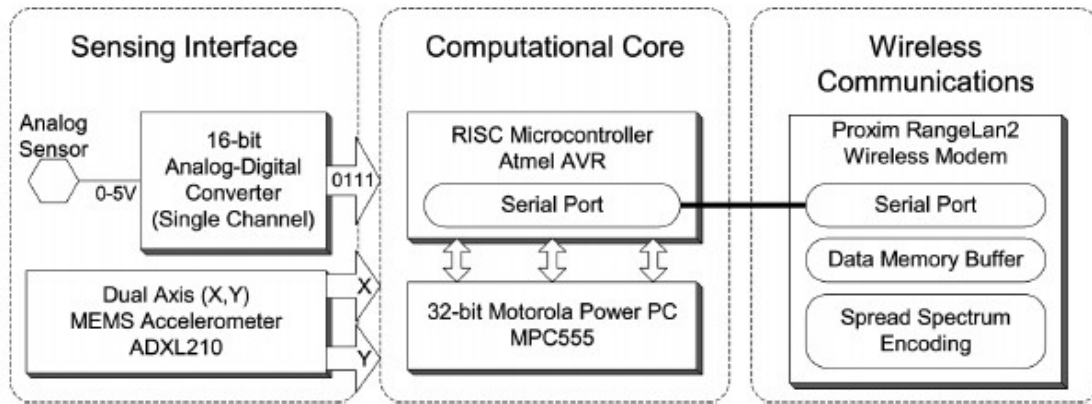 Sensing Interface
Analog
Sensor
0-5V
16-bit
Analog-Digital
Converter
(Single Channel)
0111
Dual Axis (X,Y)
MEMS Accelerometer
ADXL210
X
Y
Computational Core
RISC Microcontroller
Atmel AVR
Serial Port
32-bit Motorola Power PC
MPC555
Wireless
Communications
Proxim RangeLan2
Wireless Modem
Serial Port
Data Memory Buffer
Spread Spectrum
Encoding